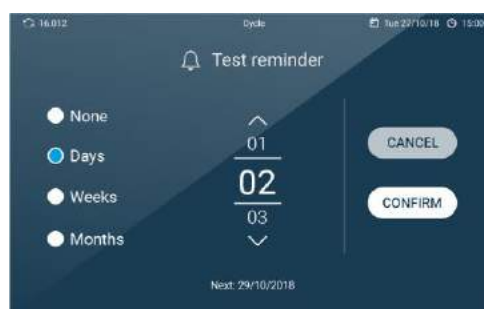 16.012 Cycle Tue 27/10/18 15:00
Test reminder
None
Days
Weeks
Months
01
02
03
CANCEL
CONFIRM
Next: 29/10/2018